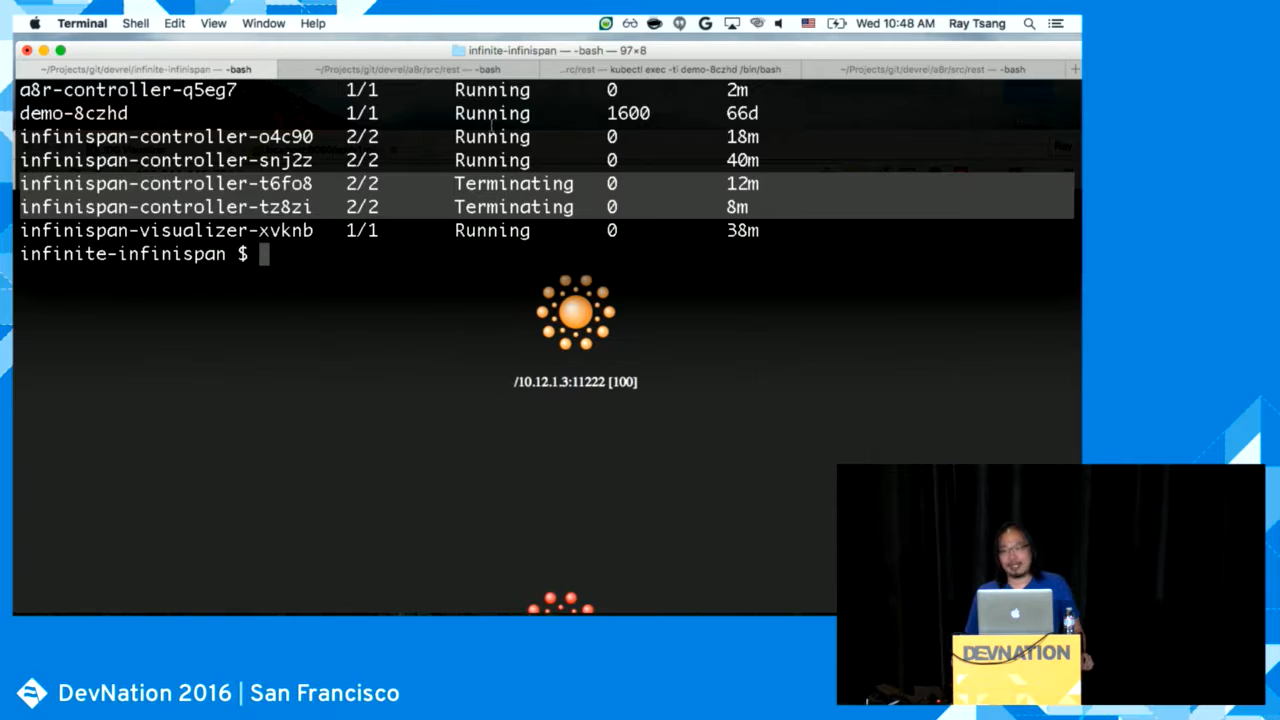 Terminal Shell Edit View Window Help Wed 10:48 AM Ray Tsang
infinite-infinispan — -bash — 97×8
~/Projects/git/devrel/infinite-infinispan — -bash ~/Projects/git/devrel/a8r/src/rest — -bash ...rc/rest — kubectl exec -ti demo-8czhd /bin/bash ~/Projects/git/devrel/a8r/src/rest — -bash
a8r-controller-q5eg7 1/1 Running 0 2m
demo-8czhd 1/1 Running 1600 66d
infinispan-controller-o4c90 2/2 Running 0 18m
infinispan-controller-snj2z 2/2 Running 0 40m
infinispan-controller-t6fo8 2/2 Terminating 0 12m
infinispan-controller-tz8zi 2/2 Terminating 0 8m
infinispan-visualizer-xvknb 1/1 Running 0 38m
infinite-infinispan $
/10.12.1.3:11222 [100]
DEVNATION
DevNation 2016 | San Francisco